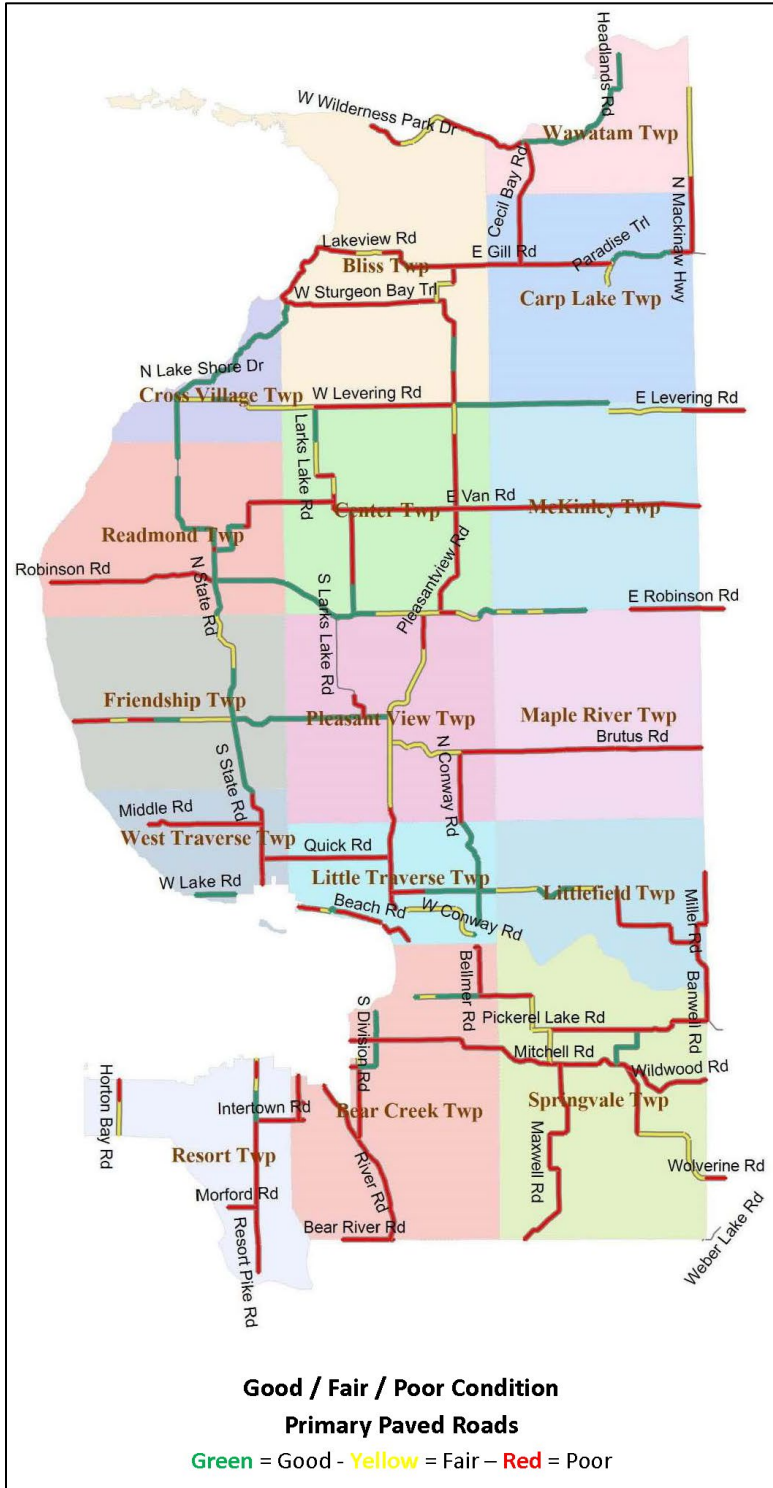 Headlands Rd
W Wilderness Park Dr
Wawatam Twp
Cecil Bay Rd
N Mackinaw Hwy
Lakeview Rd
E Gill Rd
Paradise Trl
Bliss Twp
W Sturgeon Bay Trl
Carp Lake Twp
N Lake Shore Dr
Cross Village Twp
W Levering Rd
E Levering Rd
Larks Lake Rd
E Van Rd
Center Twp
McKinley Twp
Readmond Twp
Robinson Rd
N State Rd
S Larks Lake Rd
Pleasantview Rd
E Robinson Rd
Friendship Twp
Pleasant View Twp
Maple River Twp
Brutus Rd
S State Rd
N Conway Rd
Middle Rd
West Traverse Twp
Quick Rd
W Lake Rd
Little Traverse Twp
Littlefield Twp
Beach Rd
W Conway Rd
Miller Rd
Bellmer Rd
Banwell Rd
S Division Rd
Pickerel Lake Rd
Mitchell Rd
Wildwood Rd
Horton Bay Rd
Intertown Rd
Bear Creek Twp
Springvale Twp
Resort Twp
River Rd
Maxwell Rd
Wolverine Rd
Morford Rd
Resort Pike Rd
Bear River Rd
Weber Lake Rd
Good / Fair / Poor Condition
Primary Paved Roads
Green = Good - Yellow = Fair – Red = Poor